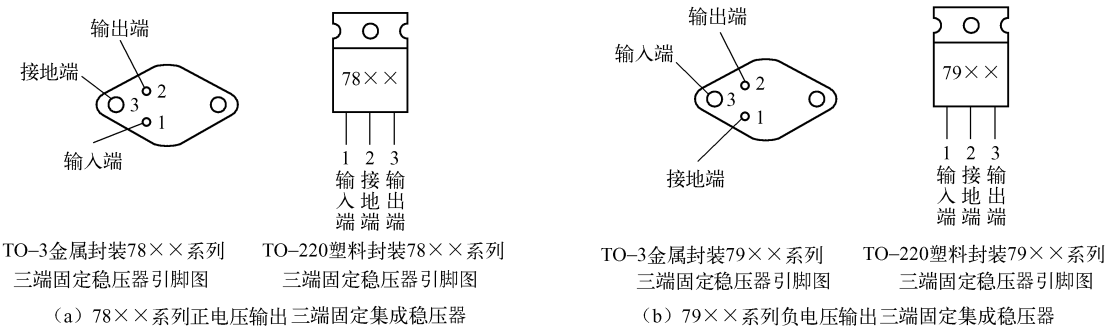 输出端
接地端
3
2
1
输入端
TO–3金属封装78××系列
三端固定稳压器引脚图
78××
1 2 3
输入端
接地端
输出端
TO–220塑料封装78××系列
三端固定稳压器引脚图
(a) 78××系列正电压输出三端固定集成稳压器
输出端
输入端
2
3
1
接地端
TO–3金属封装79××系列
三端固定稳压器引脚图
79××
1 2 3
输入端
接地端
输出端
TO–220塑料封装79××系列
三端固定稳压器引脚图
(b) 79××系列负电压输出三端固定集成稳压器